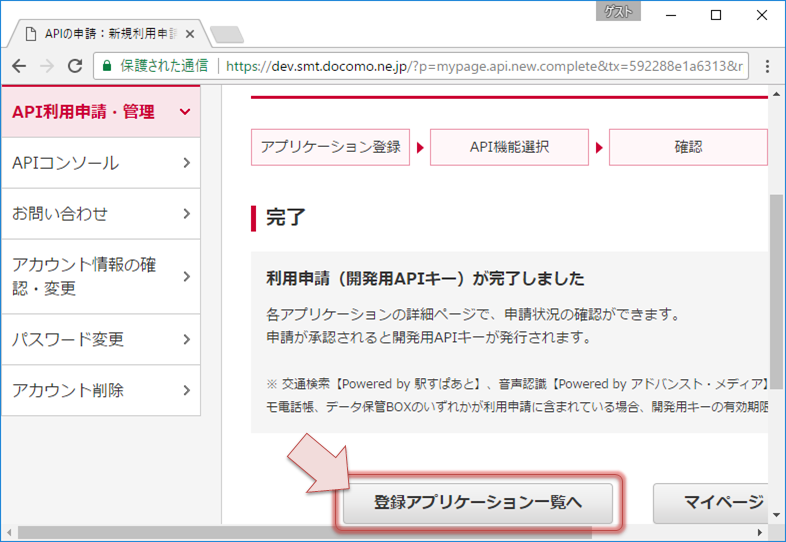 ゲスト
APIの申請：新規利用申請
保護された通信
https://dev.smt.docomo.ne.jp/?p=mypage.api.new.complete&tx=592288e1a6313&r
API利用申請・管理
APIコンソール
お問い合わせ
アカウント情報の確
認・変更
パスワード変更
アカウント削除
アプリケーション登録
API機能選択
確認
完了
利用申請（開発用APIキー）が完了しました
各アプリケーションの詳細ページで、申請状況の確認ができます。
申請が承認されると開発用APIキーが発行されます。
※ 交通検索【Powered by 駅すぱあと】、音声認識【Powered by アドバンスト・メディア】
モ電話帳、データ保管BOXのいずれかが利用申請に含まれている場合、開発用キーの有効期限
登録アプリケーション一覧へ
マイページ